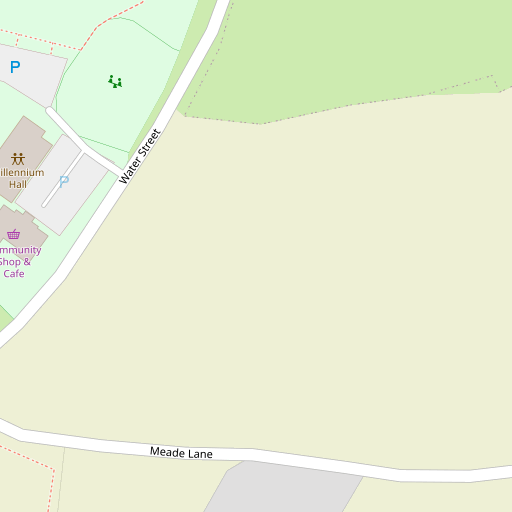 P
Water Street
illennium
Hall
P
mmunity
Shop &
Cafe
Meade Lane